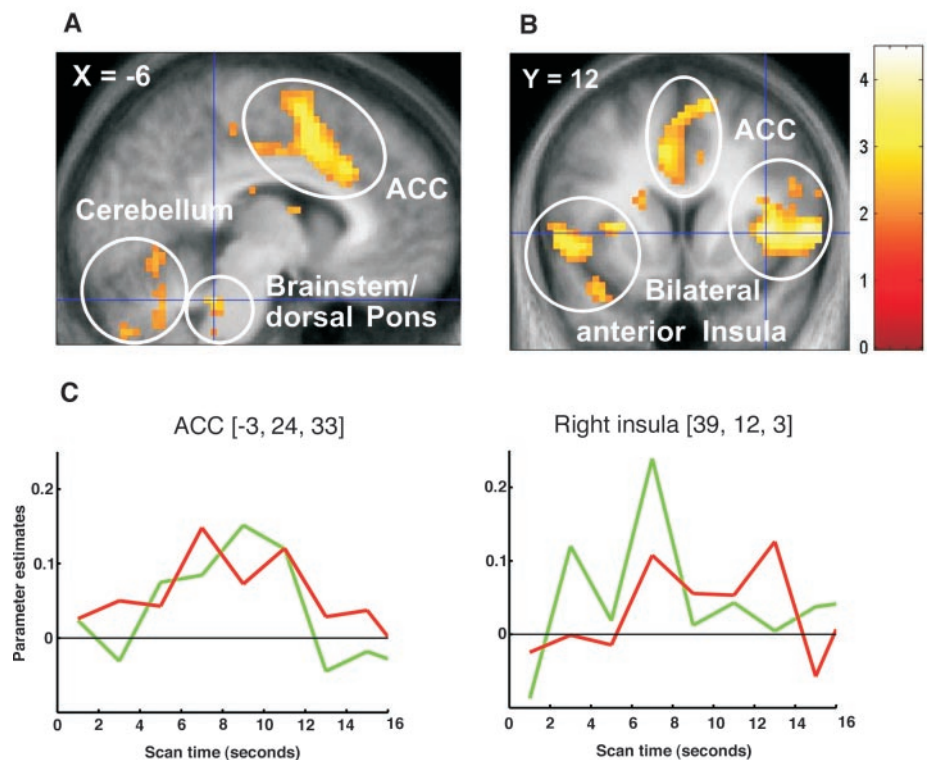 A
X = -6
ACC
Cerebellum
Brainstem/
dorsal Pons
B
Y = 12
ACC
Bilateral
anterior Insula
4
3
2
1
0
C
ACC [-3, 24, 33]
Parameter estimates
0.2
0.1
0
0 2 4 6 8 10 12 14 16
Scan time (seconds)
Right insula [39, 12, 3]
0.2
0.1
0
0 2 4 6 8 10 12 14 16
Scan time (seconds)